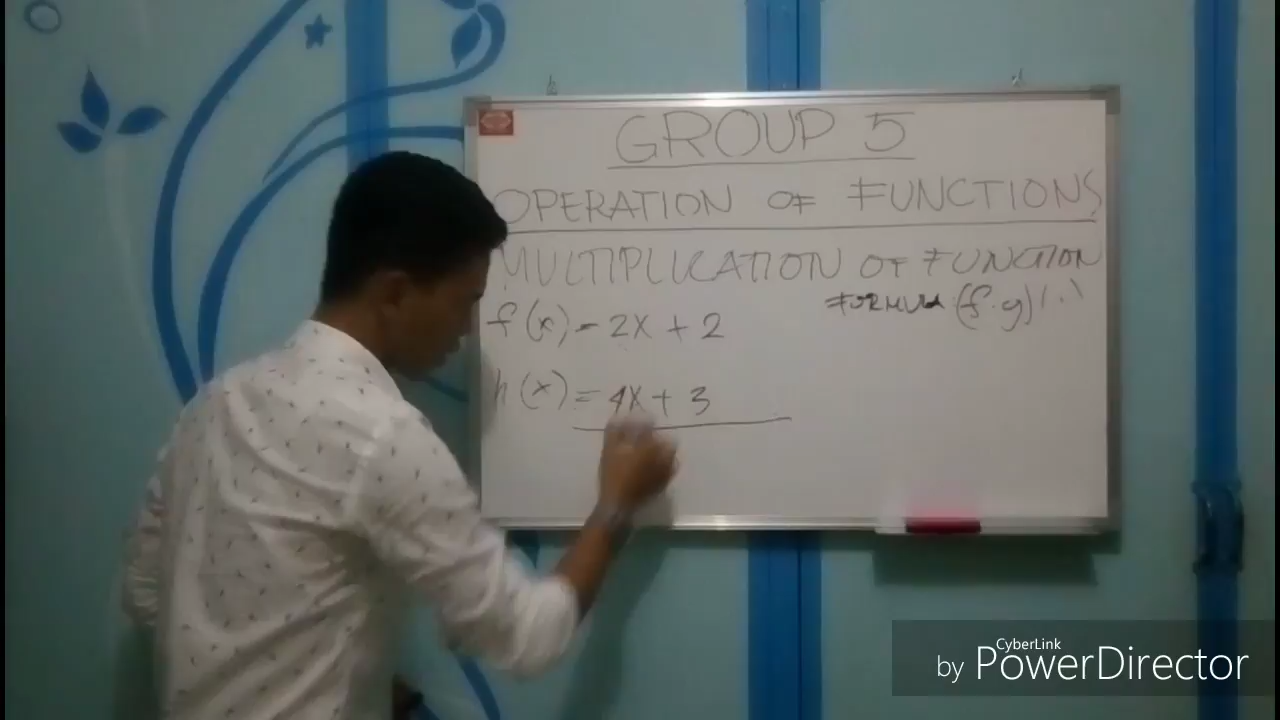 GROUP 5
OPERATION OF FUNCTIONS
MULTIPLICATION OF FUNCTION
FORMULA (f·g)(
f(x) = 2x + 2
h(x) = 4x + 3
CyberLink
by PowerDirector